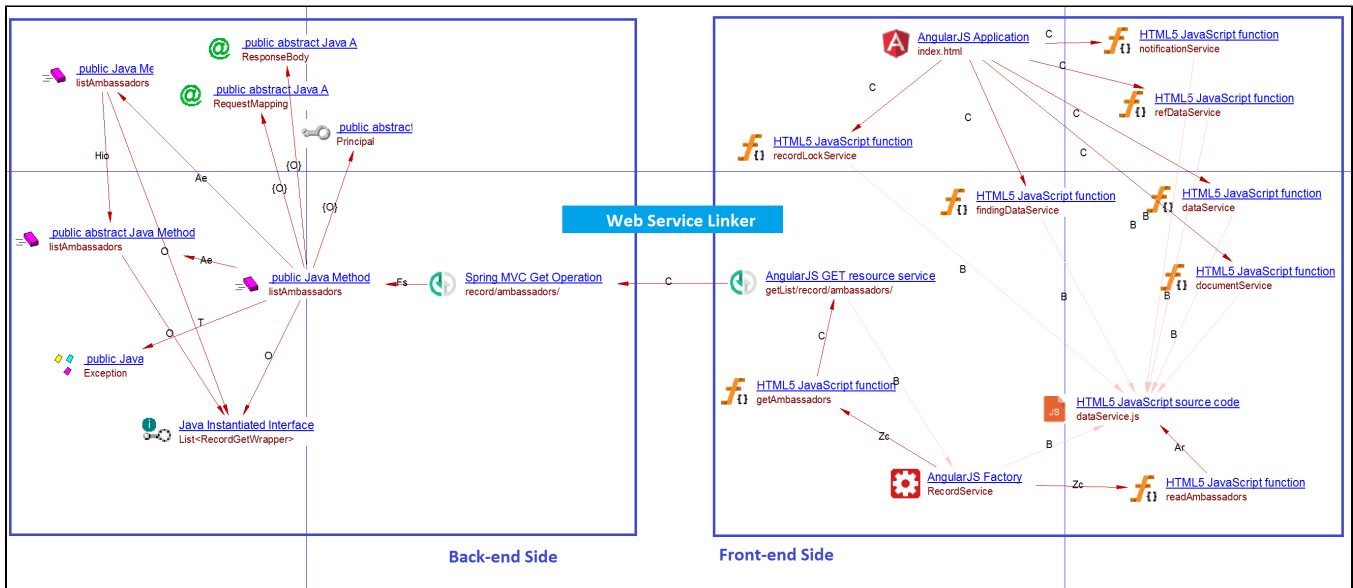 public abstract Java A
ResponseBody
public Java Me
listAmbassadors
public abstract Java A
RequestMapping
public abstract
Principal
Hio
Ae
{O}
{O}
{O}
public abstract Java Method
listAmbassadors
O
Ae
public Java Method
listAmbassadors
Fs
Spring MVC Get Operation
record/ambassadors/
T
O
O
public Java
Exception
Java Instantiated Interface
List<RecordGetWrapper>
Back-end Side
Web Service Linker
C
AngularJS Application
index.html
C
HTML5 JavaScript function
notificationService
C
C
HTML5 JavaScript function
refDataService
C
C
C
HTML5 JavaScript function
recordLockService
HTML5 JavaScript function
findingDataService
HTML5 JavaScript function
dataService
B
B
AngularJS GET resource service
getList/record/ambassadors/
B
HTML5 JavaScript function
documentService
B
B
B
C
B
HTML5 JavaScript function
getAmbassadors
HTML5 JavaScript source code
dataService.js
JS
Zc
B
Ar
AngularJS Factory
RecordService
Zc
HTML5 JavaScript function
readAmbassadors
Front-end Side